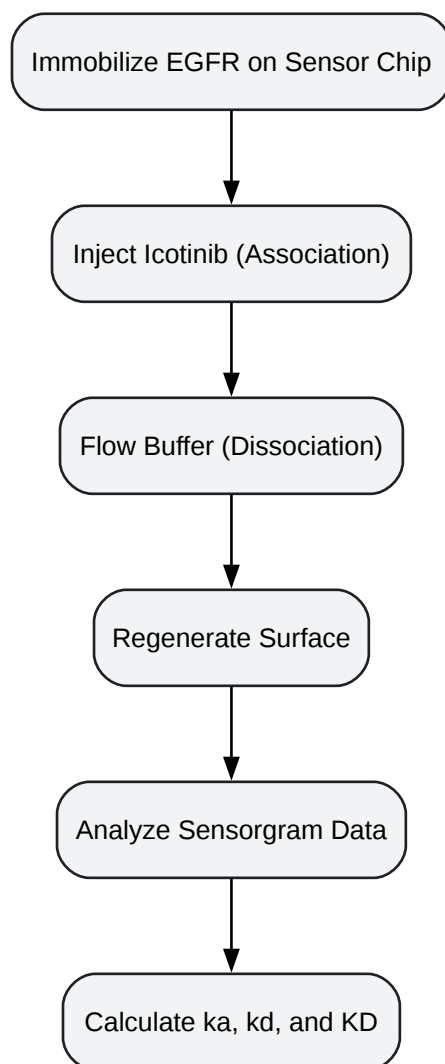 Immobilize EGFR on Sensor Chip
Inject Icotinib (Association)
Flow Buffer (Dissociation)
Regenerate Surface
Analyze Sensorgram Data
Calculate ka, kd, and KD